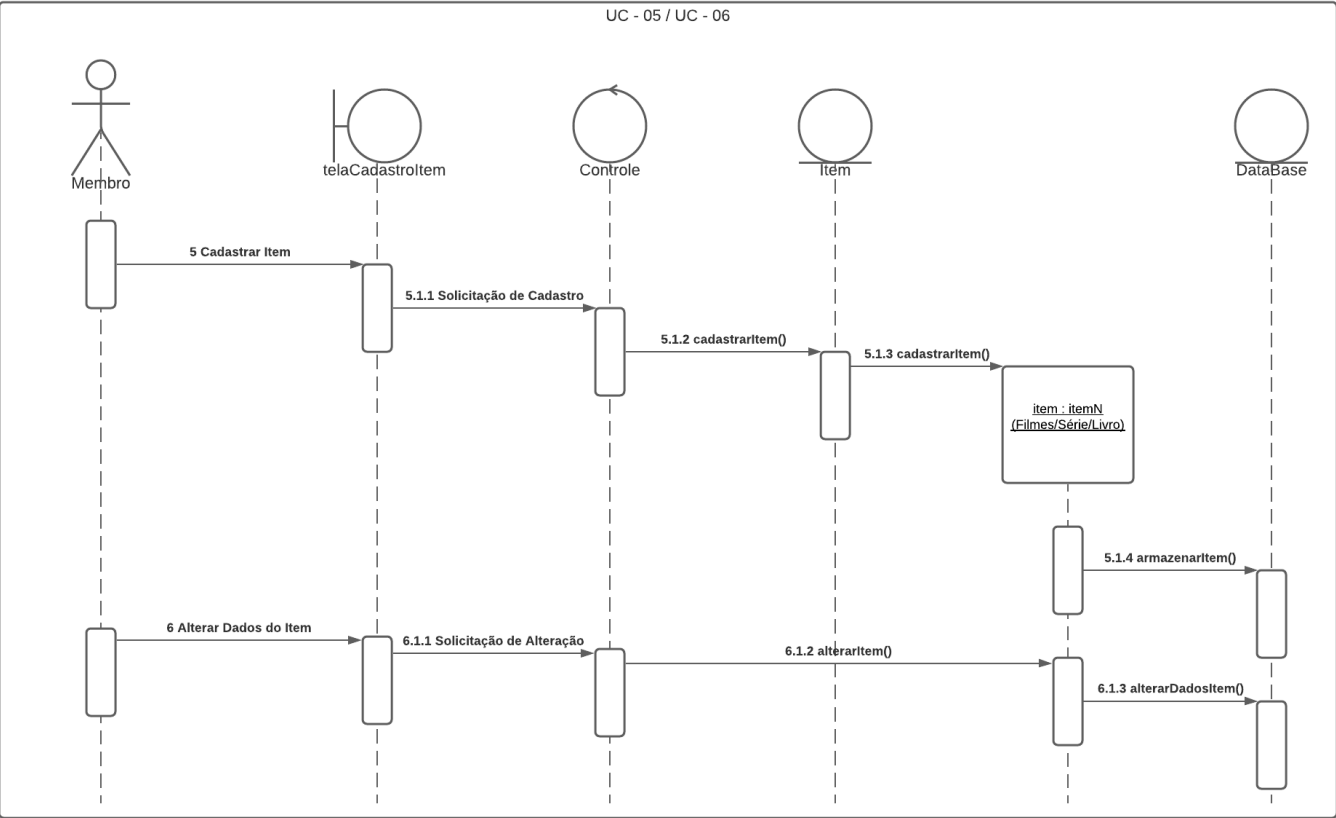 UC - 05 / UC - 06
Membro
telaCadastroItem
Controle
Item
DataBase
5 Cadastrar Item
5.1.1 Solicitação de Cadastro
5.1.2 cadastrarItem()
5.1.3 cadastrarItem()
item : itemN
(Filmes/Série/Livro)
5.1.4 armazenarItem()
6 Alterar Dados do Item
6.1.1 Solicitação de Alteração
6.1.2 alterarItem()
6.1.3 alterarDadosItem()